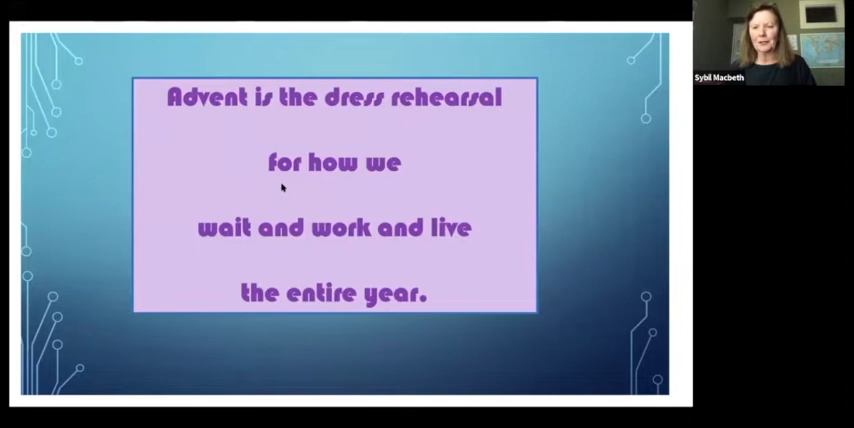 Advent is the dress rehearsal
for how we
wait and work and live
the entire year.
Sybil Macbeth